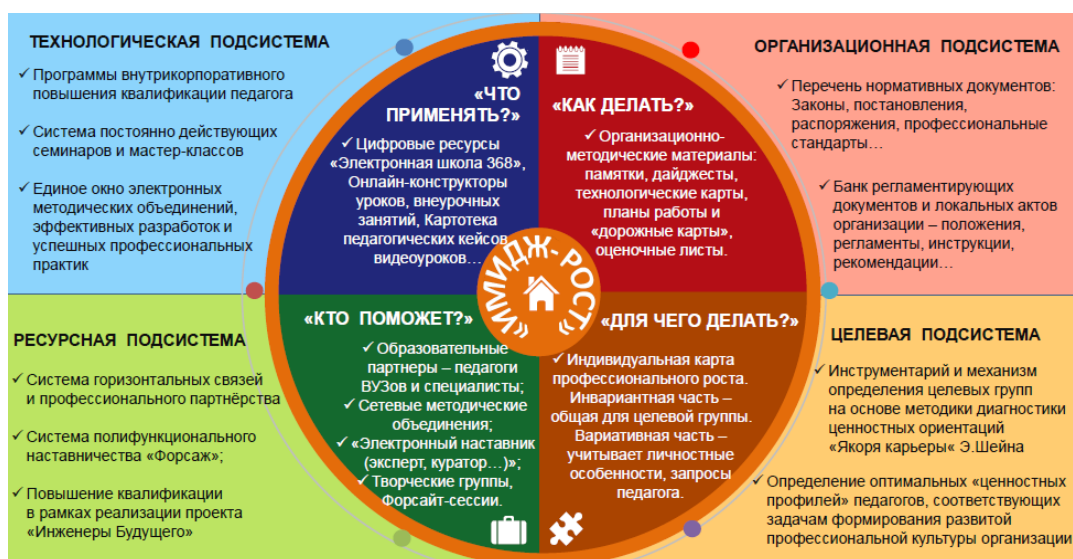 ТЕХНОЛОГИЧЕСКАЯ ПОДСИСТЕМА
✓ Программы внутрикорпоративного
повышения квалификации педагога
✓ Система постоянно действующих
семинаров и мастер-классов
✓ Единое окно электронных
методических объединений,
эффективных разработок и
успешных профессиональных
практик
«ЧТО
ПРИМЕНЯТЬ?»
✓ Цифровые ресурсы
«Электронная школа 368»,
Онлайн-конструкторы
уроков, внеурочных
занятий, Картотека
педагогических кейсов,
видеоуроков…
«КАК ДЕЛАТЬ?»
✓ Организационно-
методические материалы:
памятки, дайджесты,
технологические карты,
планы работы и
«дорожные карты»,
оценочные листы.
ОРГАНИЗАЦИОННАЯ ПОДСИСТЕМА
✓ Перечень нормативных документов:
Законы, постановления,
распоряжения, профессиональные
стандарты…
✓ Банк регламентирующих
документов и локальных актов
организации – положения,
регламенты, инструкции,
рекомендации…
«ИМИДЖ-РОСТ»
РЕСУРСНАЯ ПОДСИСТЕМА
✓ Система горизонтальных связей
и профессионального партнёрства
✓ Система полифункционального
наставничества «Форсаж»;
✓ Повышение квалификации
в рамках реализации проекта
«Инженеры Будущего»
«КТО ПОМОЖЕТ?»
✓ Образовательные
партнеры – педагоги
ВУЗов и специалисты;
✓ Сетевые методические
объединения;
✓ «Электронный наставник
(эксперт, куратор…)»;
✓ Творческие группы,
Форсайт-сессии.
«ДЛЯ ЧЕГО ДЕЛАТЬ?»
✓ Индивидуальная карта
профессионального роста.
Инвариантная часть –
общая для целевой группы.
Вариативная часть –
учитывает личностные
особенности, запросы
педагога.
ЦЕЛЕВАЯ ПОДСИСТЕМА
✓ Инструментарий и механизм
определения целевых групп
на основе методики диагностики
ценностных ориентаций
«Якоря карьеры“ Э.Шейна
✓ Определение оптимальных «ценностных
профилей» педагогов, соответствующих
задачам формирования развитой
профессиональной культуры организации